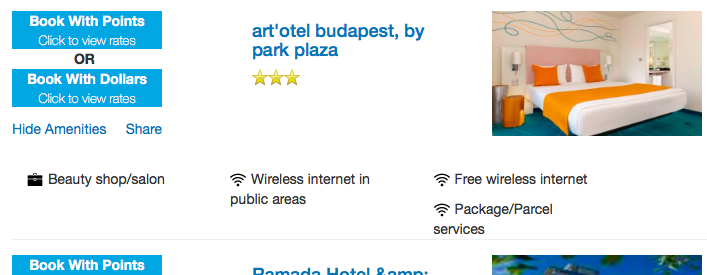 Book With Points
Click to view rates
OR
Book With Dollars
Click to view rates
Hide Amenities Share
art'otel budapest, by
park plaza
Beauty shop/salon
Wireless internet in
public areas
Free wireless internet
Package/Parcel
services
Book With Points
Ramada Hotel &amp;